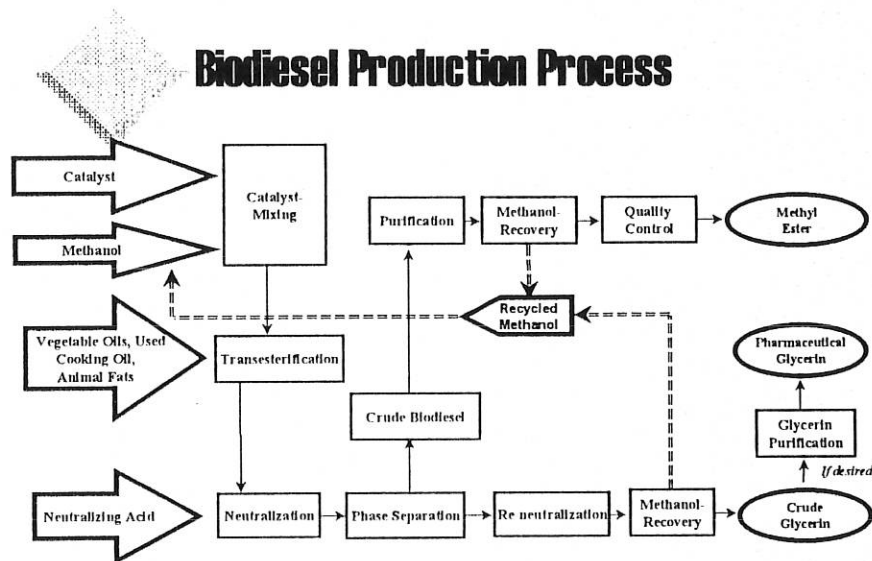 Biodiesel Production Process
Catalyst
Catalyst-
Mixing
Methanol
Purification
Methanol-
Recovery
Quality
Control
Methyl
Ester
Recycled
Methanol
Vegetable Oils, Used
Cooking Oil,
Animal Fats
Transesterification
Pharmaceutical
Glycerin
Crude Biodiesel
Glycerin
Purification
If desired
Neutralizing Acid
Neutralization
Phase Separation
Re neutralization
Methanol-
Recovery
Crude
Glycerin